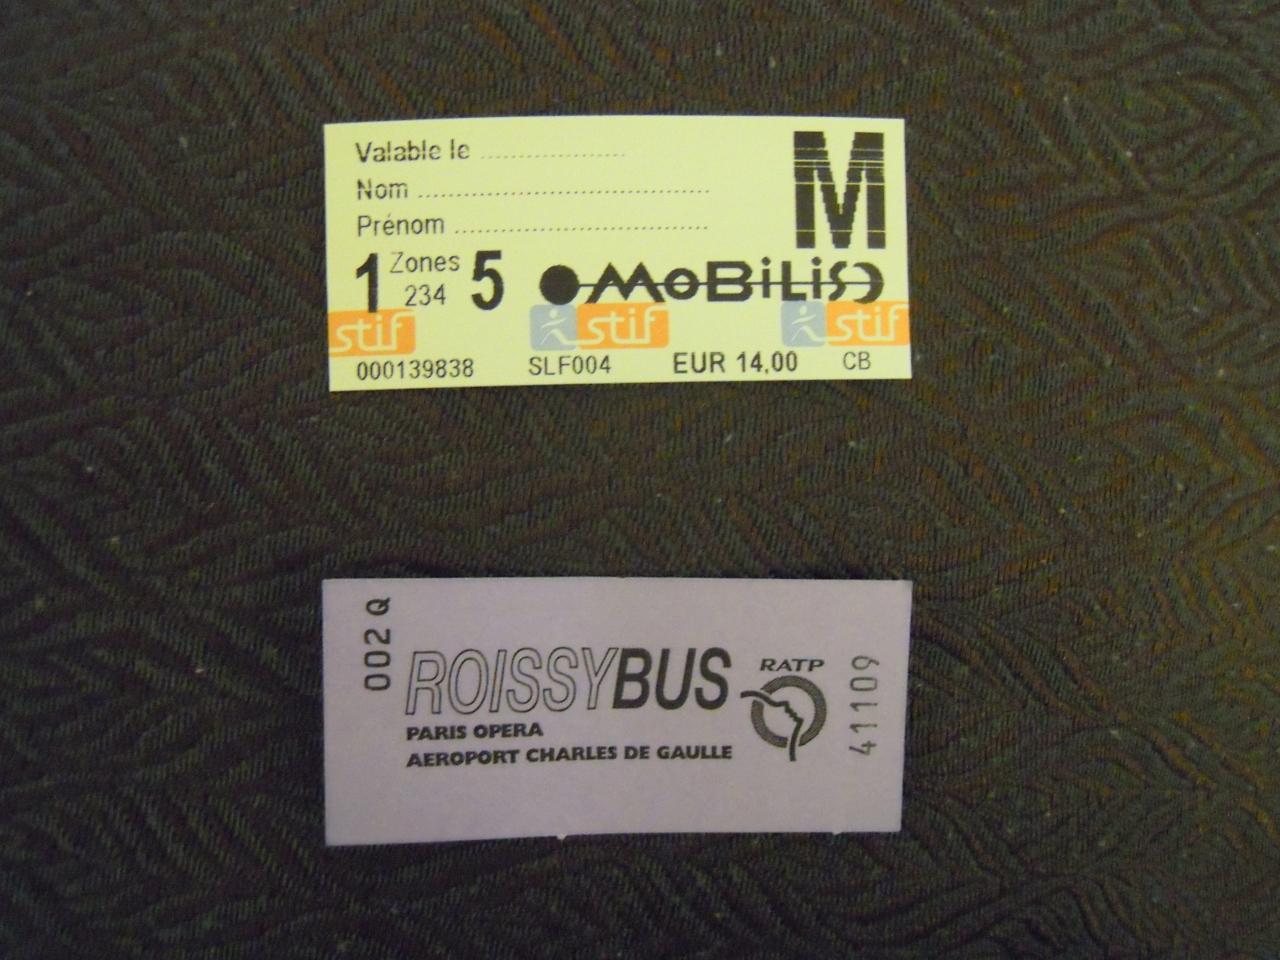 Valable le ....................
Nom ........................................
Prénom ..................................
M
1 Zones 5
234
MOBiLiS
stif stif stif
000139838 SLF004 EUR 14,00 CB
002 Q
ROISSYBUS
PARIS OPERA
AEROPORT CHARLES DE GAULLE
RATP
41109